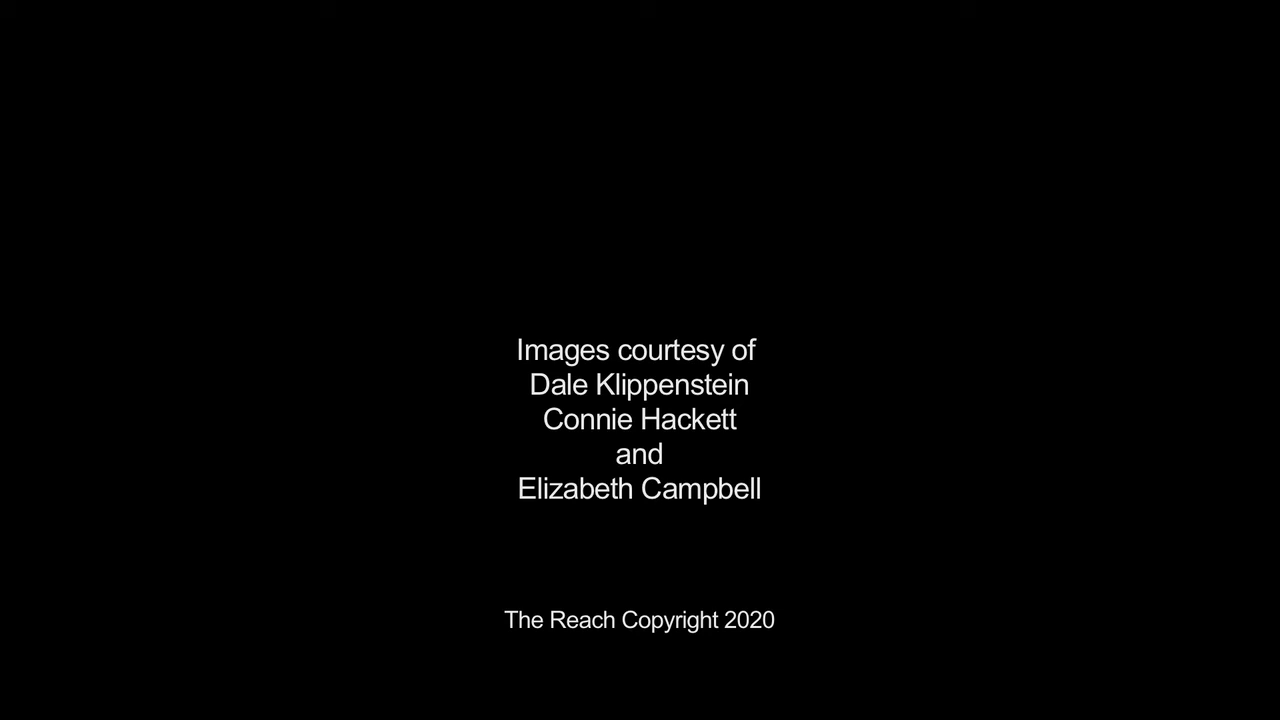 Images courtesy of
Dale Klippenstein
Connie Hackett
and
Elizabeth Campbell
The Reach Copyright 2020